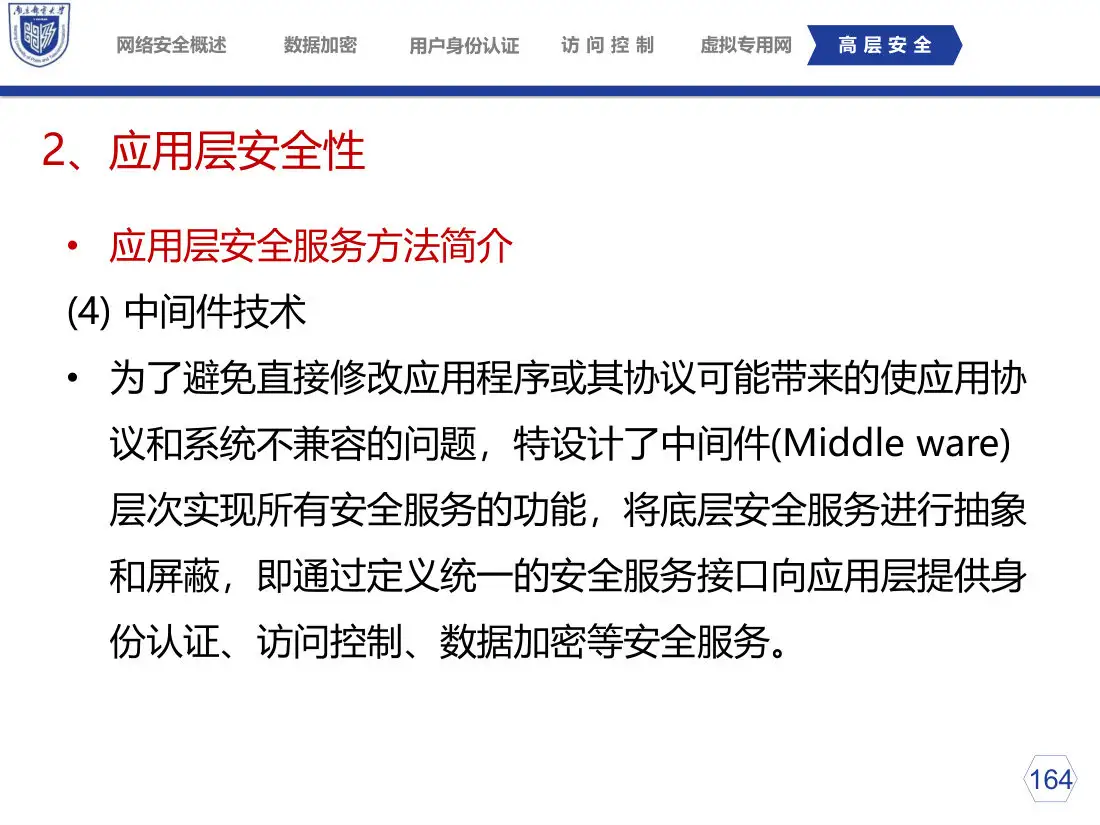 南京邮电大学
网络安全概述 数据加密 用户身份认证 访问控制 虚拟专用网 高层安全
2、应用层安全性
• 应用层安全服务方法简介
(4) 中间件技术
• 为了避免直接修改应用程序或其协议可能带来的使应用协
议和系统不兼容的问题，特设计了中间件(Middle ware)
层次实现所有安全服务的功能，将底层安全服务进行抽象
和屏蔽，即通过定义统一的安全服务接口向应用层提供身
份认证、访问控制、数据加密等安全服务。
164